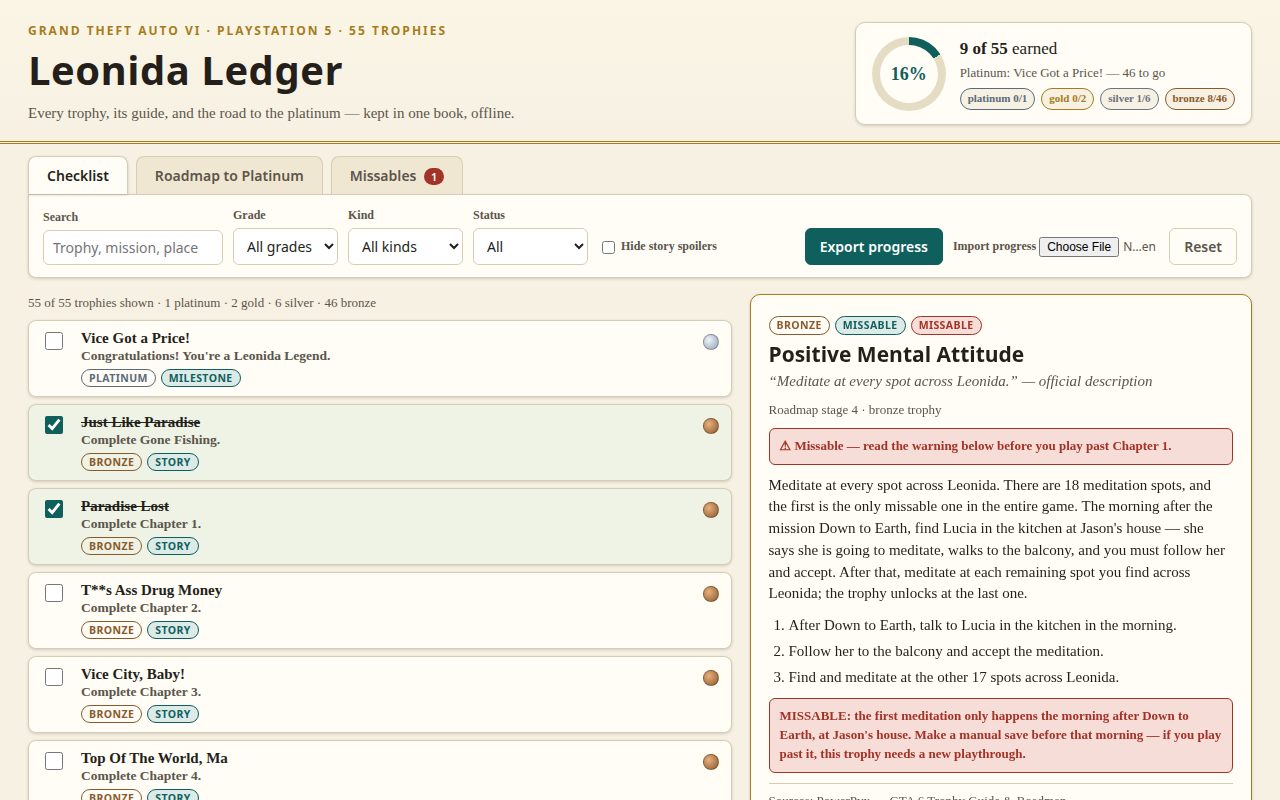 GRAND THEFT AUTO VI · PLAYSTATION 5 · 55 TROPHIES
Leonida Ledger
Every trophy, its guide, and the road to the platinum — kept in one book, offline.
16%
9 of 55 earned
Platinum: Vice Got a Price! — 46 to go
platinum 0/1
gold 0/2
silver 1/6
bronze 8/46
Checklist
Roadmap to Platinum
Missables 1
Search
Trophy, mission, place
Grade
All grades
Kind
All kinds
Status
All
Hide story spoilers
Export progress
Import progress
Choose File
N...en
Reset
55 of 55 trophies shown · 1 platinum · 2 gold · 6 silver · 46 bronze
Vice Got a Price!
Congratulations! You're a Leonida Legend.
PLATINUM
MILESTONE
Just Like Paradise
Complete Gone Fishing.
BRONZE
STORY
Paradise Lost
Complete Chapter 1.
BRONZE
STORY
T**s Ass Drug Money
Complete Chapter 2.
BRONZE
STORY
Vice City, Baby!
Complete Chapter 3.
BRONZE
STORY
Top Of The World, Ma
Complete Chapter 4.
BRONZE
STORY
BRONZE
MISSABLE
MISSABLE
Positive Mental Attitude
“Meditate at every spot across Leonida.” — official description
Roadmap stage 4 · bronze trophy
⚠ Missable — read the warning below before you play past Chapter 1.
Meditate at every spot across Leonida. There are 18 meditation spots, and
the first is the only missable one in the entire game. The morning after the
mission Down to Earth, find Lucia in the kitchen at Jason's house — she
says she is going to meditate, walks to the balcony, and you must follow her
and accept. After that, meditate at each remaining spot you find across
Leonida; the trophy unlocks at the last one.
1. After Down to Earth, talk to Lucia in the kitchen in the morning.
2. Follow her to the balcony and accept the meditation.
3. Find and meditate at the other 17 spots across Leonida.
MISSABLE: the first meditation only happens the morning after Down to
Earth, at Jason's house. Make a manual save before that morning — if you play
past it, this trophy needs a new playthrough.
Sources: PowerPyx — GTA 6 Trophy Guide & Roadmap